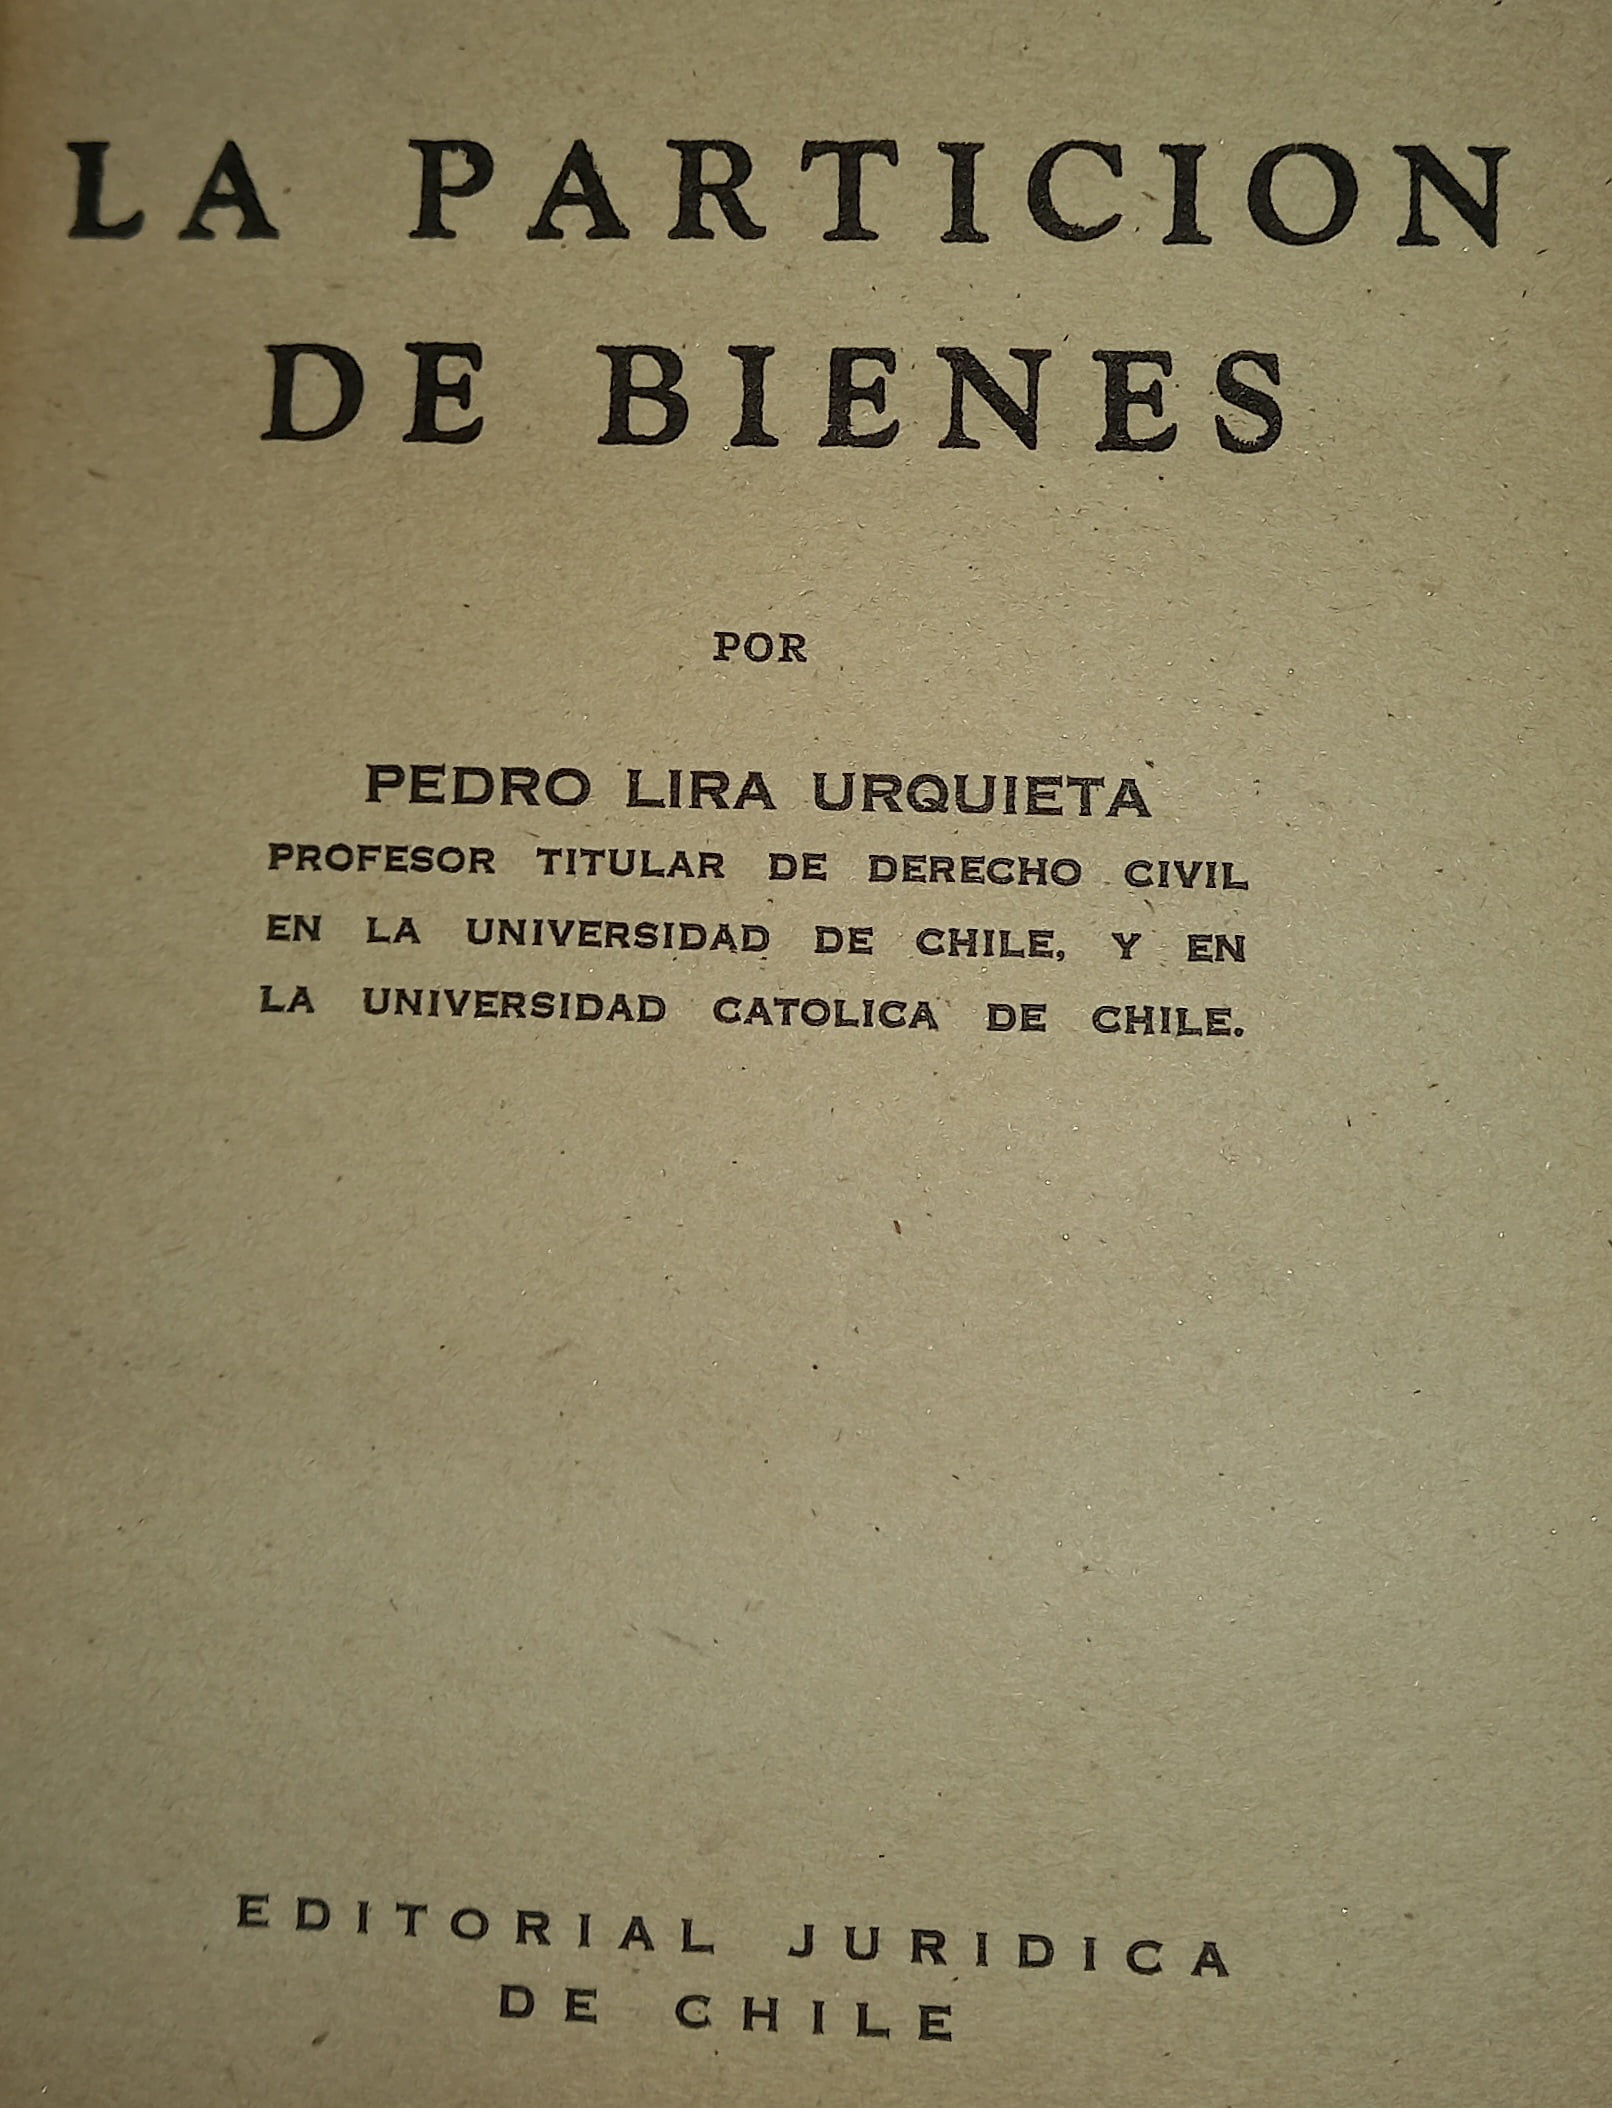 LA PARTICION
DE BIENES
POR
PEDRO LIRA URQUIETA
PROFESOR TITULAR DE DERECHO CIVIL
EN LA UNIVERSIDAD DE CHILE, Y EN
LA UNIVERSIDAD CATOLICA DE CHILE.
EDITORIAL JURIDICA
DE CHILE